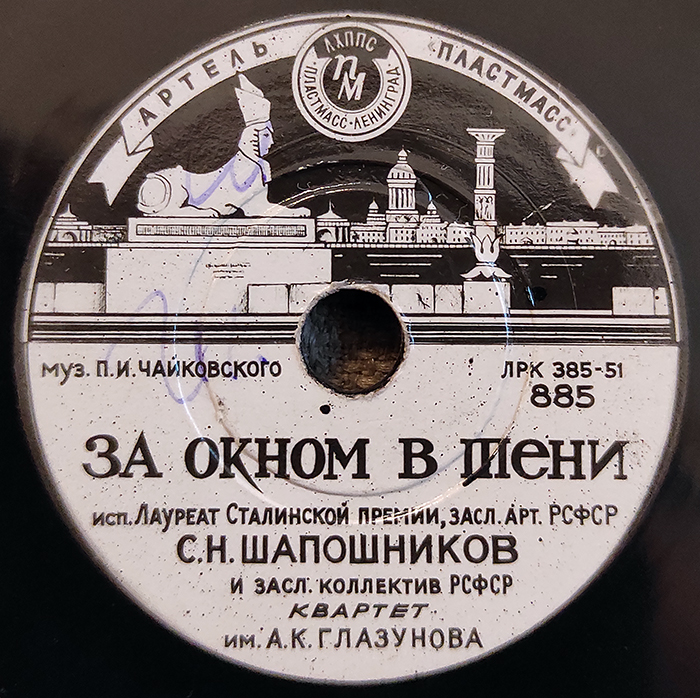 АРТЕЛЬ «ПЛАСТМАСС»
ЛХППС
ПМ
ПЛАСТМАСС-ЛЕНИНГРАД
муз. П.И. ЧАЙКОВСКОГО
ЛРК 385-51
885
ЗА ОКНОМ В ТЕНИ
исп. Лауреат Сталинской премии, засл. арт. РСФСР
С.Н. ШАПОШНИКОВ
и засл. коллектив РСФСР
КВАРТЕТ
им. А.К. ГЛАЗУНОВА